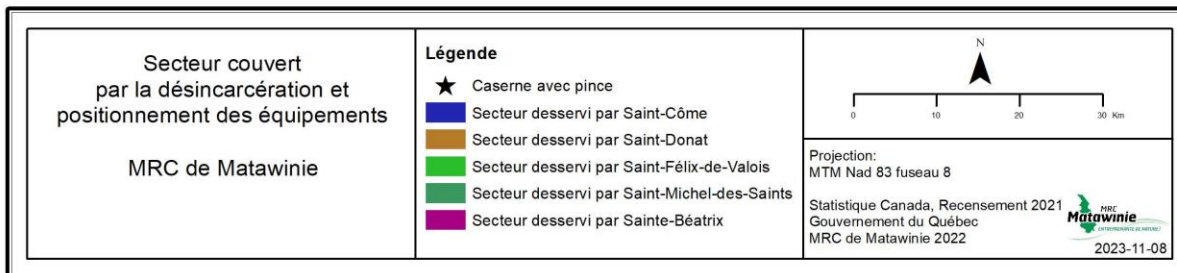 Secteur couvert
par la désincarcération et
positionnement des équipements
MRC de Matawinie
Légende
Caserne avec pince
Secteur desservi par Saint-Côme
Secteur desservi par Saint-Donat
Secteur desservi par Saint-Félix-de-Valois
Secteur desservi par Saint-Michel-des-Saints
Secteur desservi par Sainte-Béatrix
N
0 10 20 30 Km
Projection:
MTM Nad 83 fuseau 8
Statistique Canada, Recensement 2021
Gouvernement du Québec
MRC de Matawinie 2022
MRC
Matawinie
ENTREPRENANTE DE NATURE!
2023-11-08